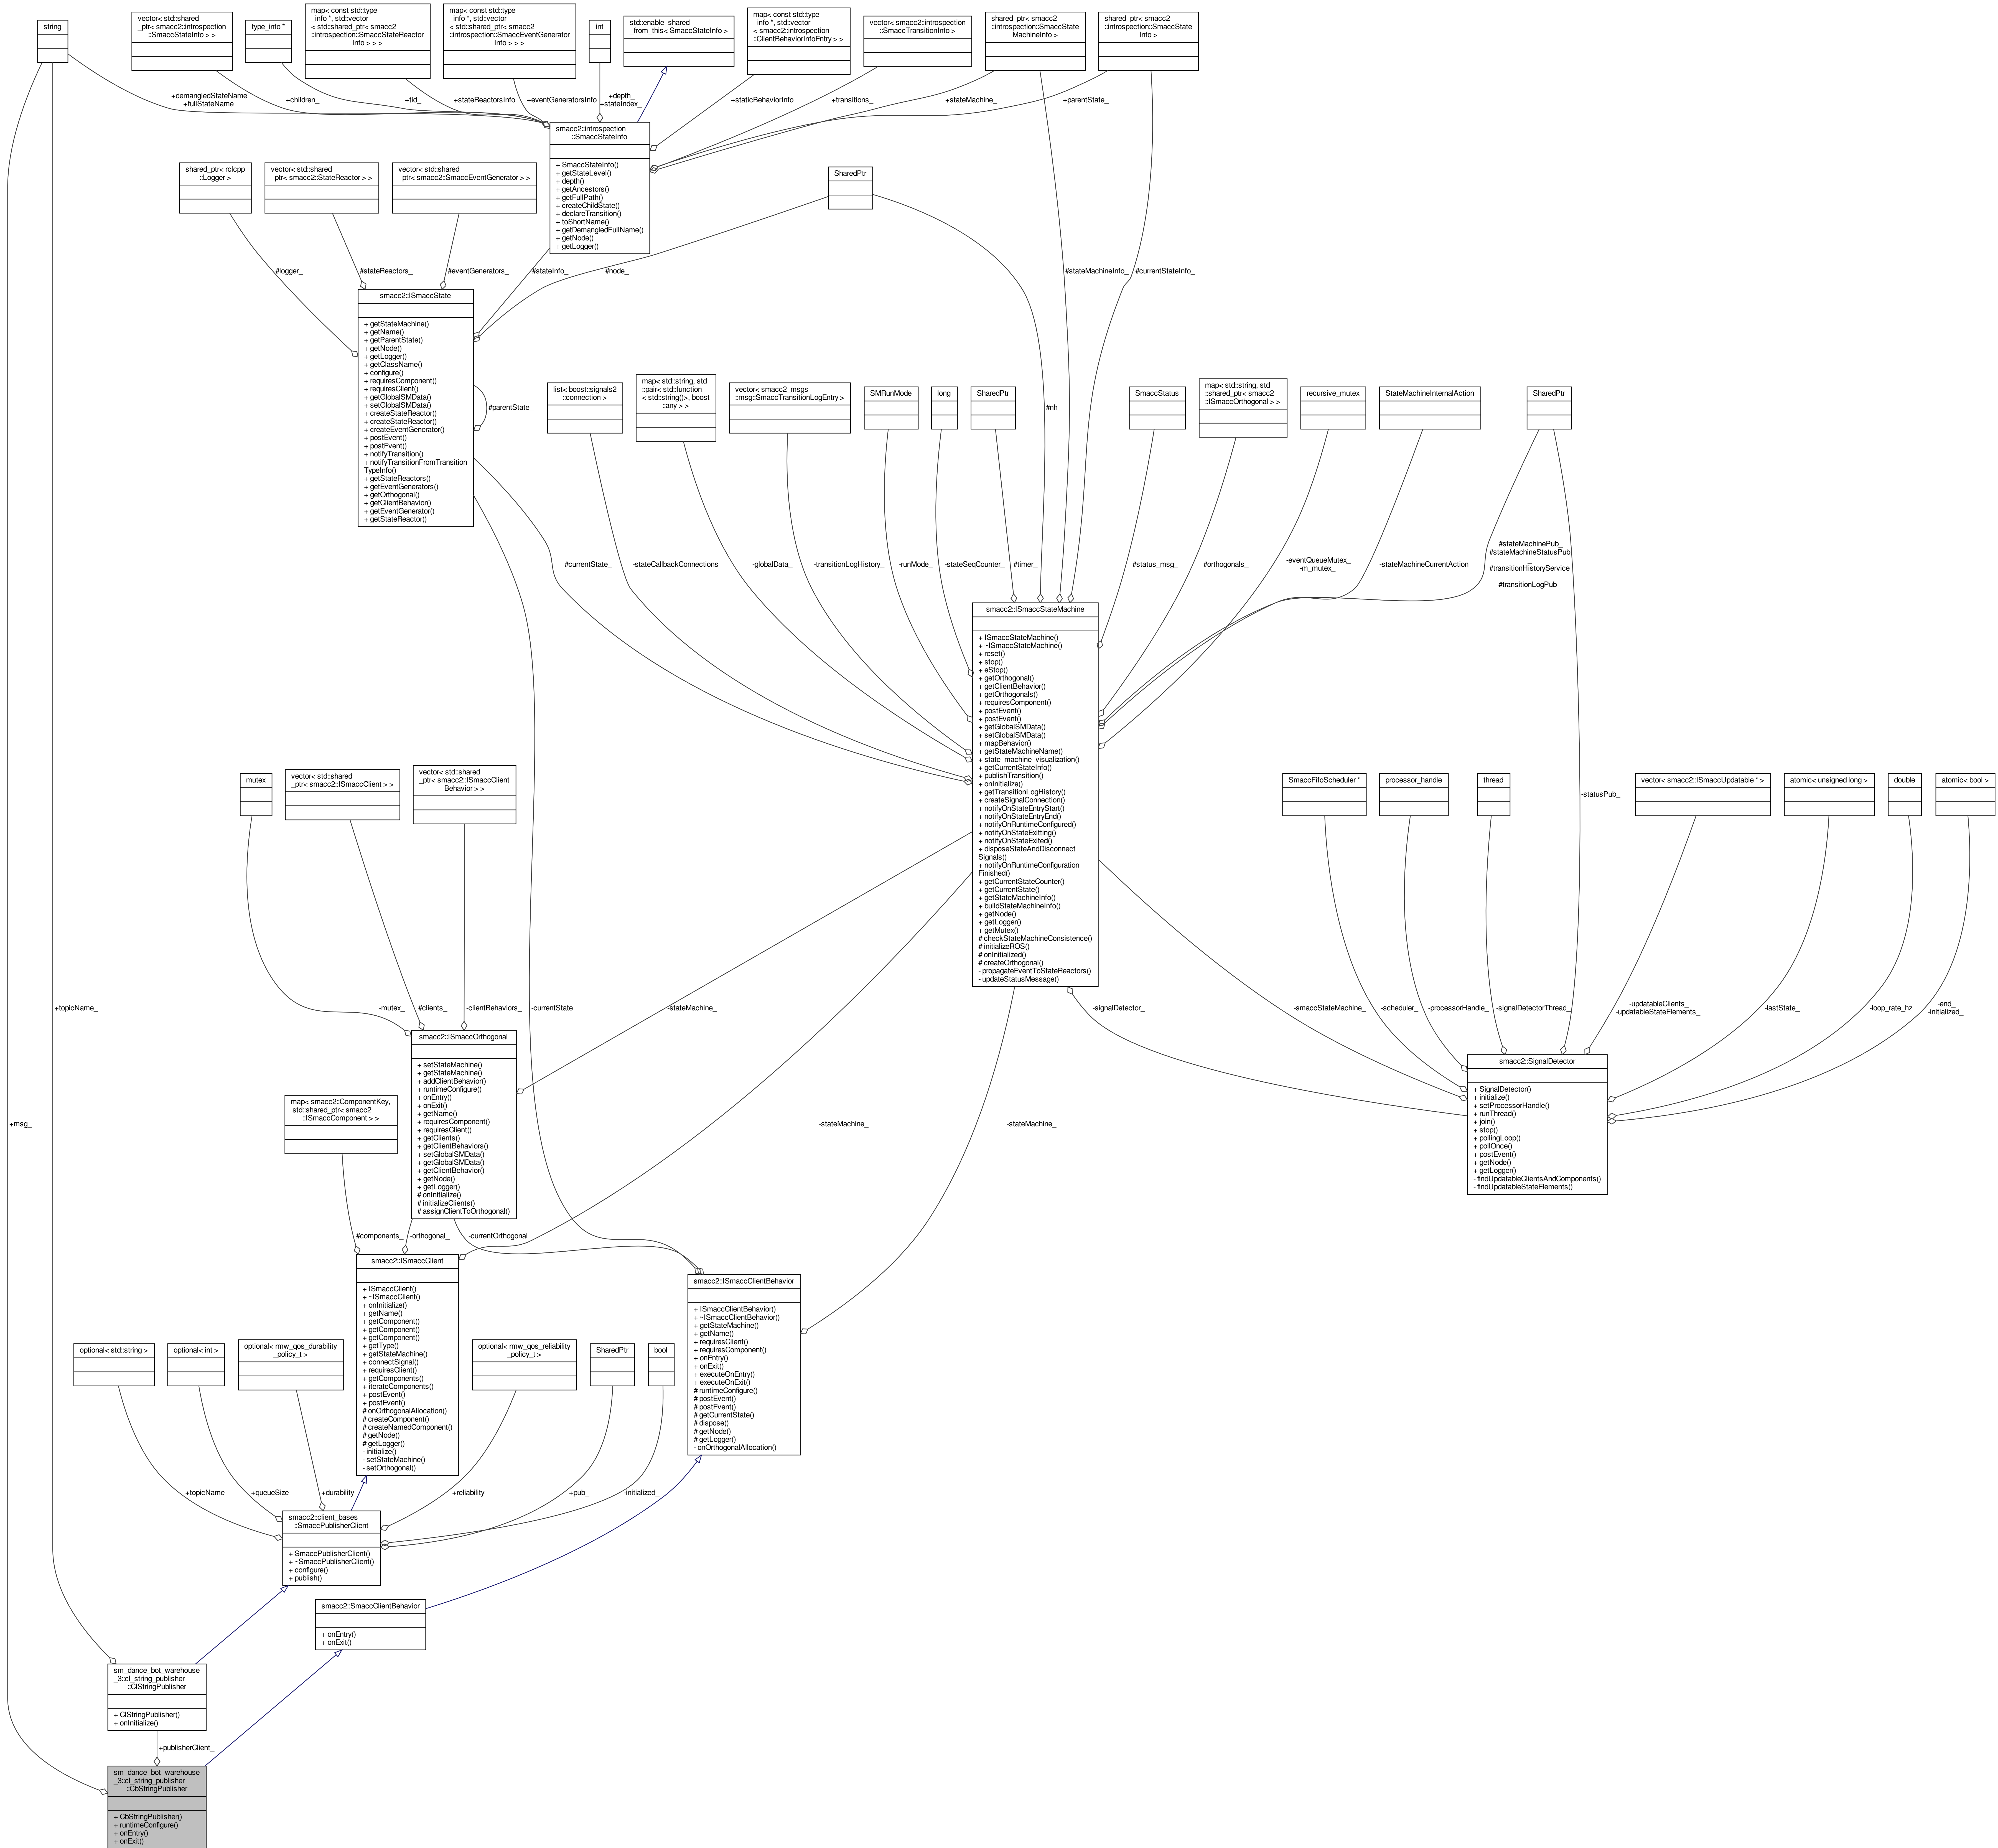 string
vector< std::shared
_ptr< smacc2::introspection
::SmaccStateInfo > >
type_info *
map< const std::type
_info *, std::vector
< std::shared_ptr< smacc2
::introspection::SmaccStateReactor
Info > > >
map< const std::type
_info *, std::vector
< std::shared_ptr< smacc2
::introspection::SmaccEventGenerator
Info > > >
int
std::enable_shared
_from_this< SmaccStateInfo >
map< const std::type
_info *, std::vector
< smacc2::introspection
::ClientBehaviorInfoEntry > >
vector< smacc2::introspection
::SmaccTransitionInfo >
shared_ptr< smacc2
::introspection::SmaccState
MachineInfo >
shared_ptr< smacc2
::introspection::SmaccState
Info >
+demangledStateName
+fullStateName
+children_
+tid_
+stateReactorsInfo
+eventGeneratorsInfo
+depth_
+stateIndex_
+staticBehaviorInfo
+transitions_
+stateMachine_
+parentState_
smacc2::introspection
::SmaccStateInfo
+ SmaccStateInfo()
+ getStateLevel()
+ depth()
+ getAncestors()
+ getFullPath()
+ createChildState()
+ declareTransition()
+ toShortName()
+ getDemangledFullName()
+ getNode()
+ getLogger()
shared_ptr< rclcpp
::Logger >
vector< std::shared
_ptr< smacc2::StateReactor > >
vector< std::shared
_ptr< smacc2::SmaccEventGenerator > >
SharedPtr
#logger_
#stateReactors_
#eventGenerators_
#stateInfo_
#node_
#stateMachineInfo_
#currentStateInfo_
smacc2::ISmaccState
+ getStateMachine()
+ getName()
+ getParentState()
+ getNode()
+ getLogger()
+ getClassName()
+ configure()
+ requiresComponent()
+ requiresClient()
+ getGlobalSMData()
+ setGlobalSMData()
+ createStateReactor()
+ createStateReactor()
+ createEventGenerator()
+ postEvent()
+ postEvent()
+ notifyTransition()
+ notifyTransitionFromTransition
TypeInfo()
+ getStateReactors()
+ getEventGenerators()
+ getOrthogonal()
+ getClientBehavior()
+ getEventGenerator()
+ getStateReactor()
#parentState_
list< boost::signals2
::connection >
map< std::string, std
::pair< std::function
< std::string()>, boost
::any > >
vector< smacc2_msgs
::msg::SmaccTransitionLogEntry >
SMRunMode
long
SharedPtr
#nh_
SmaccStatus
map< std::string, std
::shared_ptr< smacc2
::ISmaccOrthogonal > >
recursive_mutex
StateMachineInternalAction
SharedPtr
#currentState_
-stateCallbackConnections
-globalData_
-transitionLogHistory_
-runMode_
-stateSeqCounter_
#timer_
#status_msg_
#orthogonals_
-eventQueueMutex_
-m_mutex_
-stateMachineCurrentAction
#stateMachinePub_
#stateMachineStatusPub
_
#transitionHistoryService
_
#transitionLogPub_
smacc2::ISmaccStateMachine
+ ISmaccStateMachine()
+ ~ISmaccStateMachine()
+ reset()
+ stop()
+ eStop()
+ getOrthogonal()
+ getClientBehavior()
+ getOrthogonals()
+ requiresComponent()
+ postEvent()
+ postEvent()
+ getGlobalSMData()
+ setGlobalSMData()
+ mapBehavior()
+ getStateMachineName()
+ state_machine_visualization()
+ getCurrentStateInfo()
+ publishTransition()
+ onInitialize()
+ getTransitionLogHistory()
+ createSignalConnection()
+ notifyOnStateEntryStart()
+ notifyOnStateEntryEnd()
+ notifyOnRuntimeConfigured()
+ notifyOnStateExitting()
+ notifyOnStateExited()
+ disposeStateAndDisconnect
Signals()
+ notifyOnRuntimeConfiguration
Finished()
+ getCurrentStateCounter()
+ getCurrentState()
+ getStateMachineInfo()
+ buildStateMachineInfo()
+ getNode()
+ getLogger()
+ getMutex()
# checkStateMachineConsistence()
# initializeROS()
# onInitialized()
# createOrthogonal()
- propagateEventToStateReactors()
- updateStatusMessage()
mutex
vector< std::shared
_ptr< smacc2::ISmaccClient > >
vector< std::shared
_ptr< smacc2::ISmaccClient
Behavior > >
SmaccFifoScheduler *
processor_handle
thread
-statusPub_
vector< smacc2::ISmaccUpdatable * >
atomic< unsigned long >
double
atomic< bool >
+topicName_
-mutex_
#clients_
-clientBehaviors_
-currentState
-stateMachine_
-signalDetector_
-smaccStateMachine_
-scheduler_
-processorHandle_
-signalDetectorThread_
-updatableClients_
-updatableStateElements_
-lastState_
-loop_rate_hz
-end_
-initialized_
smacc2::ISmaccOrthogonal
+ setStateMachine()
+ getStateMachine()
+ addClientBehavior()
+ runtimeConfigure()
+ onEntry()
+ onExit()
+ getName()
+ requiresComponent()
+ requiresClient()
+ getClients()
+ getClientBehaviors()
+ setGlobalSMData()
+ getGlobalSMData()
+ getClientBehavior()
+ getNode()
+ getLogger()
# onInitialize()
# initializeClients()
# assignClientToOrthogonal()
smacc2::SignalDetector
+ SignalDetector()
+ initialize()
+ setProcessorHandle()
+ runThread()
+ join()
+ stop()
+ pollingLoop()
+ pollOnce()
+ postEvent()
+ getNode()
+ getLogger()
- findUpdatableClientsAndComponents()
- findUpdatableStateElements()
map< smacc2::ComponentKey,
std::shared_ptr< smacc2
::ISmaccComponent > >
+msg_
-stateMachine_
-stateMachine_
#components_
-orthogonal_
-currentOrthogonal
smacc2::ISmaccClient
+ ISmaccClient()
+ ~ISmaccClient()
+ onInitialize()
+ getName()
+ getComponent()
+ getComponent()
+ getComponent()
+ getType()
+ getStateMachine()
+ connectSignal()
+ requiresClient()
+ getComponents()
+ iterateComponents()
+ postEvent()
+ postEvent()
# onOrthogonalAllocation()
# createComponent()
# createNamedComponent()
# getNode()
# getLogger()
- initialize()
- setStateMachine()
- setOrthogonal()
smacc2::ISmaccClientBehavior
+ ISmaccClientBehavior()
+ ~ISmaccClientBehavior()
+ getStateMachine()
+ getName()
+ requiresClient()
+ requiresComponent()
+ onEntry()
+ onExit()
+ executeOnEntry()
+ executeOnExit()
# runtimeConfigure()
# postEvent()
# postEvent()
# getCurrentState()
# dispose()
# getNode()
# getLogger()
- onOrthogonalAllocation()
optional< std::string >
optional< int >
optional< rmw_qos_durability
_policy_t >
optional< rmw_qos_reliability
_policy_t >
SharedPtr
bool
+topicName
+queueSize
+durability
+reliability
+pub_
-initialized_
smacc2::client_bases
::SmaccPublisherClient
+ SmaccPublisherClient()
+ ~SmaccPublisherClient()
+ configure()
+ publish()
smacc2::SmaccClientBehavior
+ onEntry()
+ onExit()
sm_dance_bot_warehouse
_3::cl_string_publisher
::ClStringPublisher
+ ClStringPublisher()
+ onInitialize()
+publisherClient_
sm_dance_bot_warehouse
_3::cl_string_publisher
::CbStringPublisher
+ CbStringPublisher()
+ runtimeConfigure()
+ onEntry()
+ onExit()